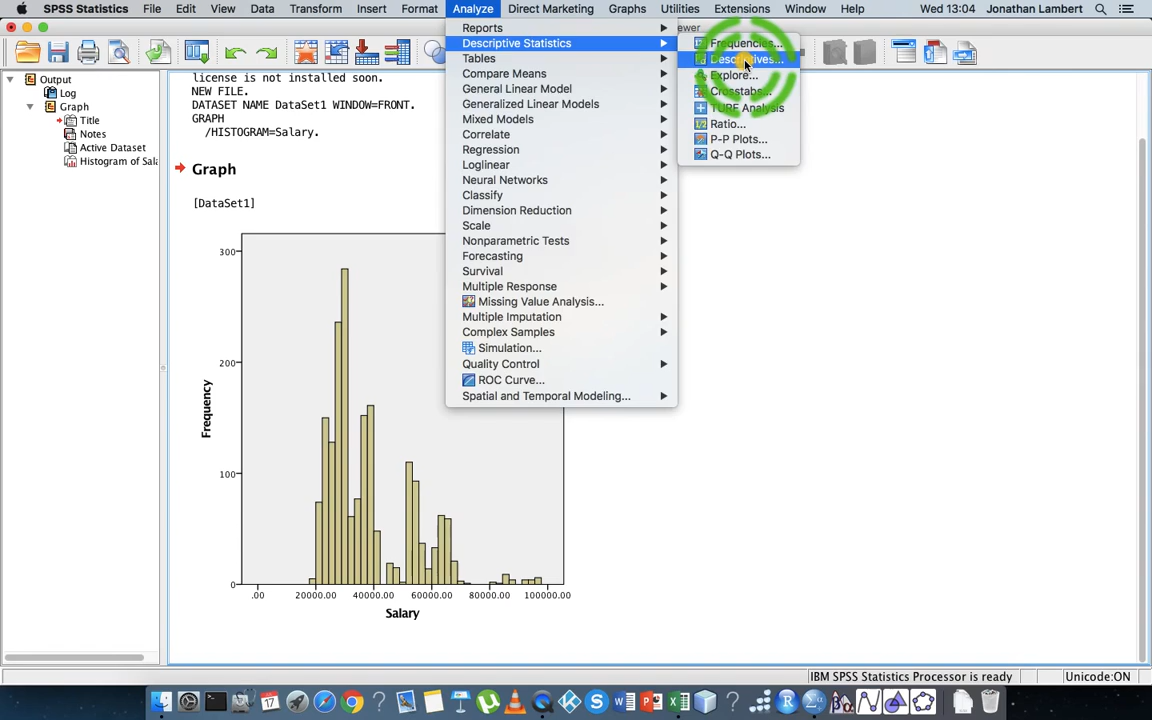 SPSS Statistics File Edit View Data Transform Insert Format Analyze Direct Marketing Graphs Utilities Extensions Window Help Wed 13:04 Jonathan Lambert
Output
Log
Graph
Title
Notes
Active Dataset
Histogram of Sala
license is not installed soon.
NEW FILE.
DATASET NAME DataSet1 WINDOW=FRONT.
GRAPH
/HISTOGRAM=Salary.
Graph
[DataSet1]
300
200
100
0
Frequency
.00 20000.00 40000.00 60000.00 80000.00 100000.00
Salary
Reports
Descriptive Statistics
Tables
Compare Means
General Linear Model
Generalized Linear Models
Mixed Models
Correlate
Regression
Loglinear
Neural Networks
Classify
Dimension Reduction
Scale
Nonparametric Tests
Forecasting
Survival
Multiple Response
Missing Value Analysis...
Multiple Imputation
Complex Samples
Simulation...
Quality Control
ROC Curve...
Spatial and Temporal Modeling...
Frequencies...
Descriptives...
Explore...
Crosstabs...
TURF Analysis
Ratio...
P-P Plots...
Q-Q Plots...
IBM SPSS Statistics Processor is ready Unicode:ON